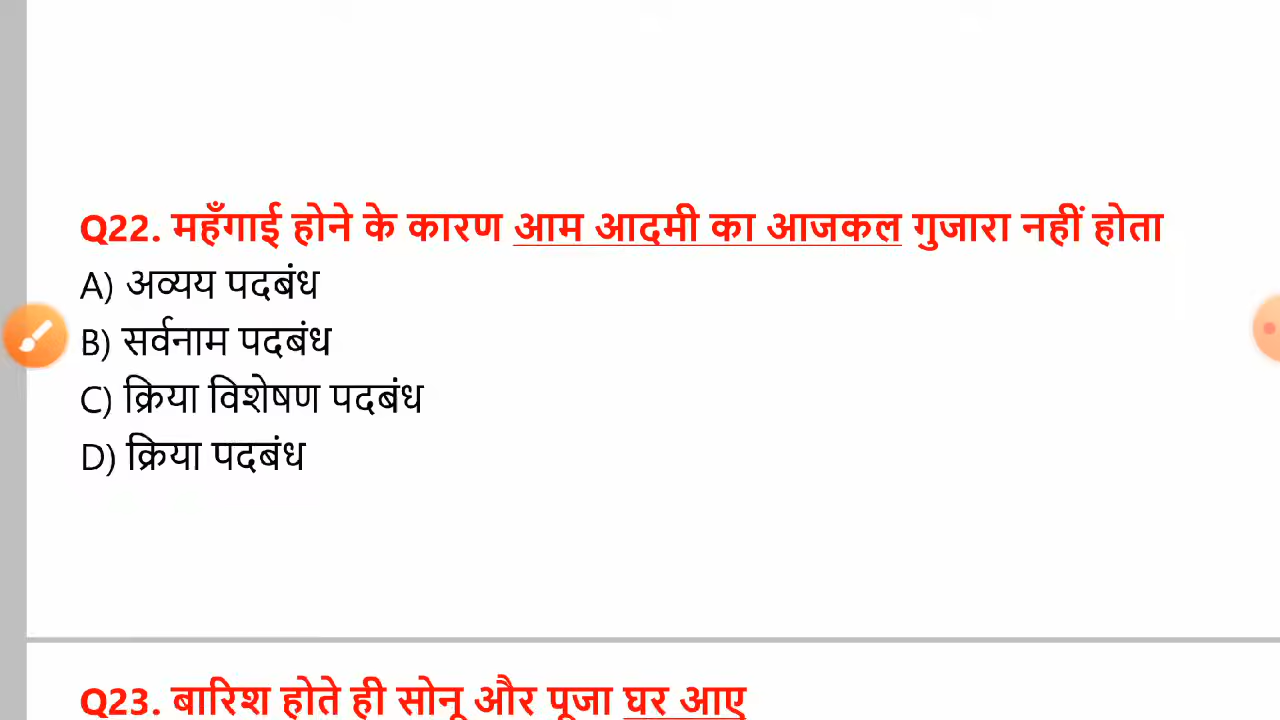 Q22. महँगाई होने के कारण आम आदमी का आजकल गुजारा नहीं होता
A) अव्यय पदबंध
B) सर्वनाम पदबंध
C) क्रिया विशेषण पदबंध
D) क्रिया पदबंध
Q23. बारिश होते ही सोनू और पूजा घर आए